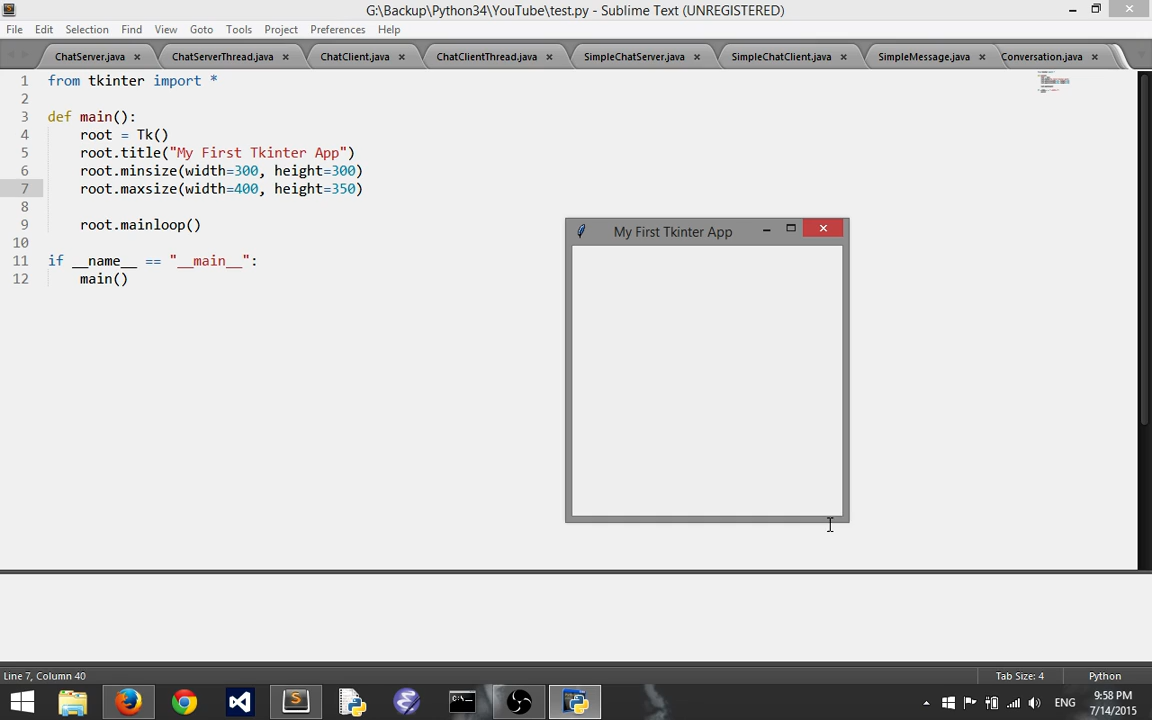 G:\Backup\Python34\YouTube\test.py - Sublime Text (UNREGISTERED)
File Edit Selection Find View Goto Tools Project Preferences Help
ChatServer.java ChatServerThread.java ChatClient.java ChatClientThread.java SimpleChatServer.java SimpleChatClient.java SimpleMessage.java Conversation.java
1 from tkinter import *
2
3 def main():
4 root = Tk()
5 root.title("My First Tkinter App")
6 root.minsize(width=300, height=300)
7 root.maxsize(width=400, height=350)
8
9 root.mainloop()
10
11 if __name__ == "__main__":
12 main()
My First Tkinter App
Line 7, Column 40
Tab Size: 4
Python
ENG
9:58 PM
7/14/2015